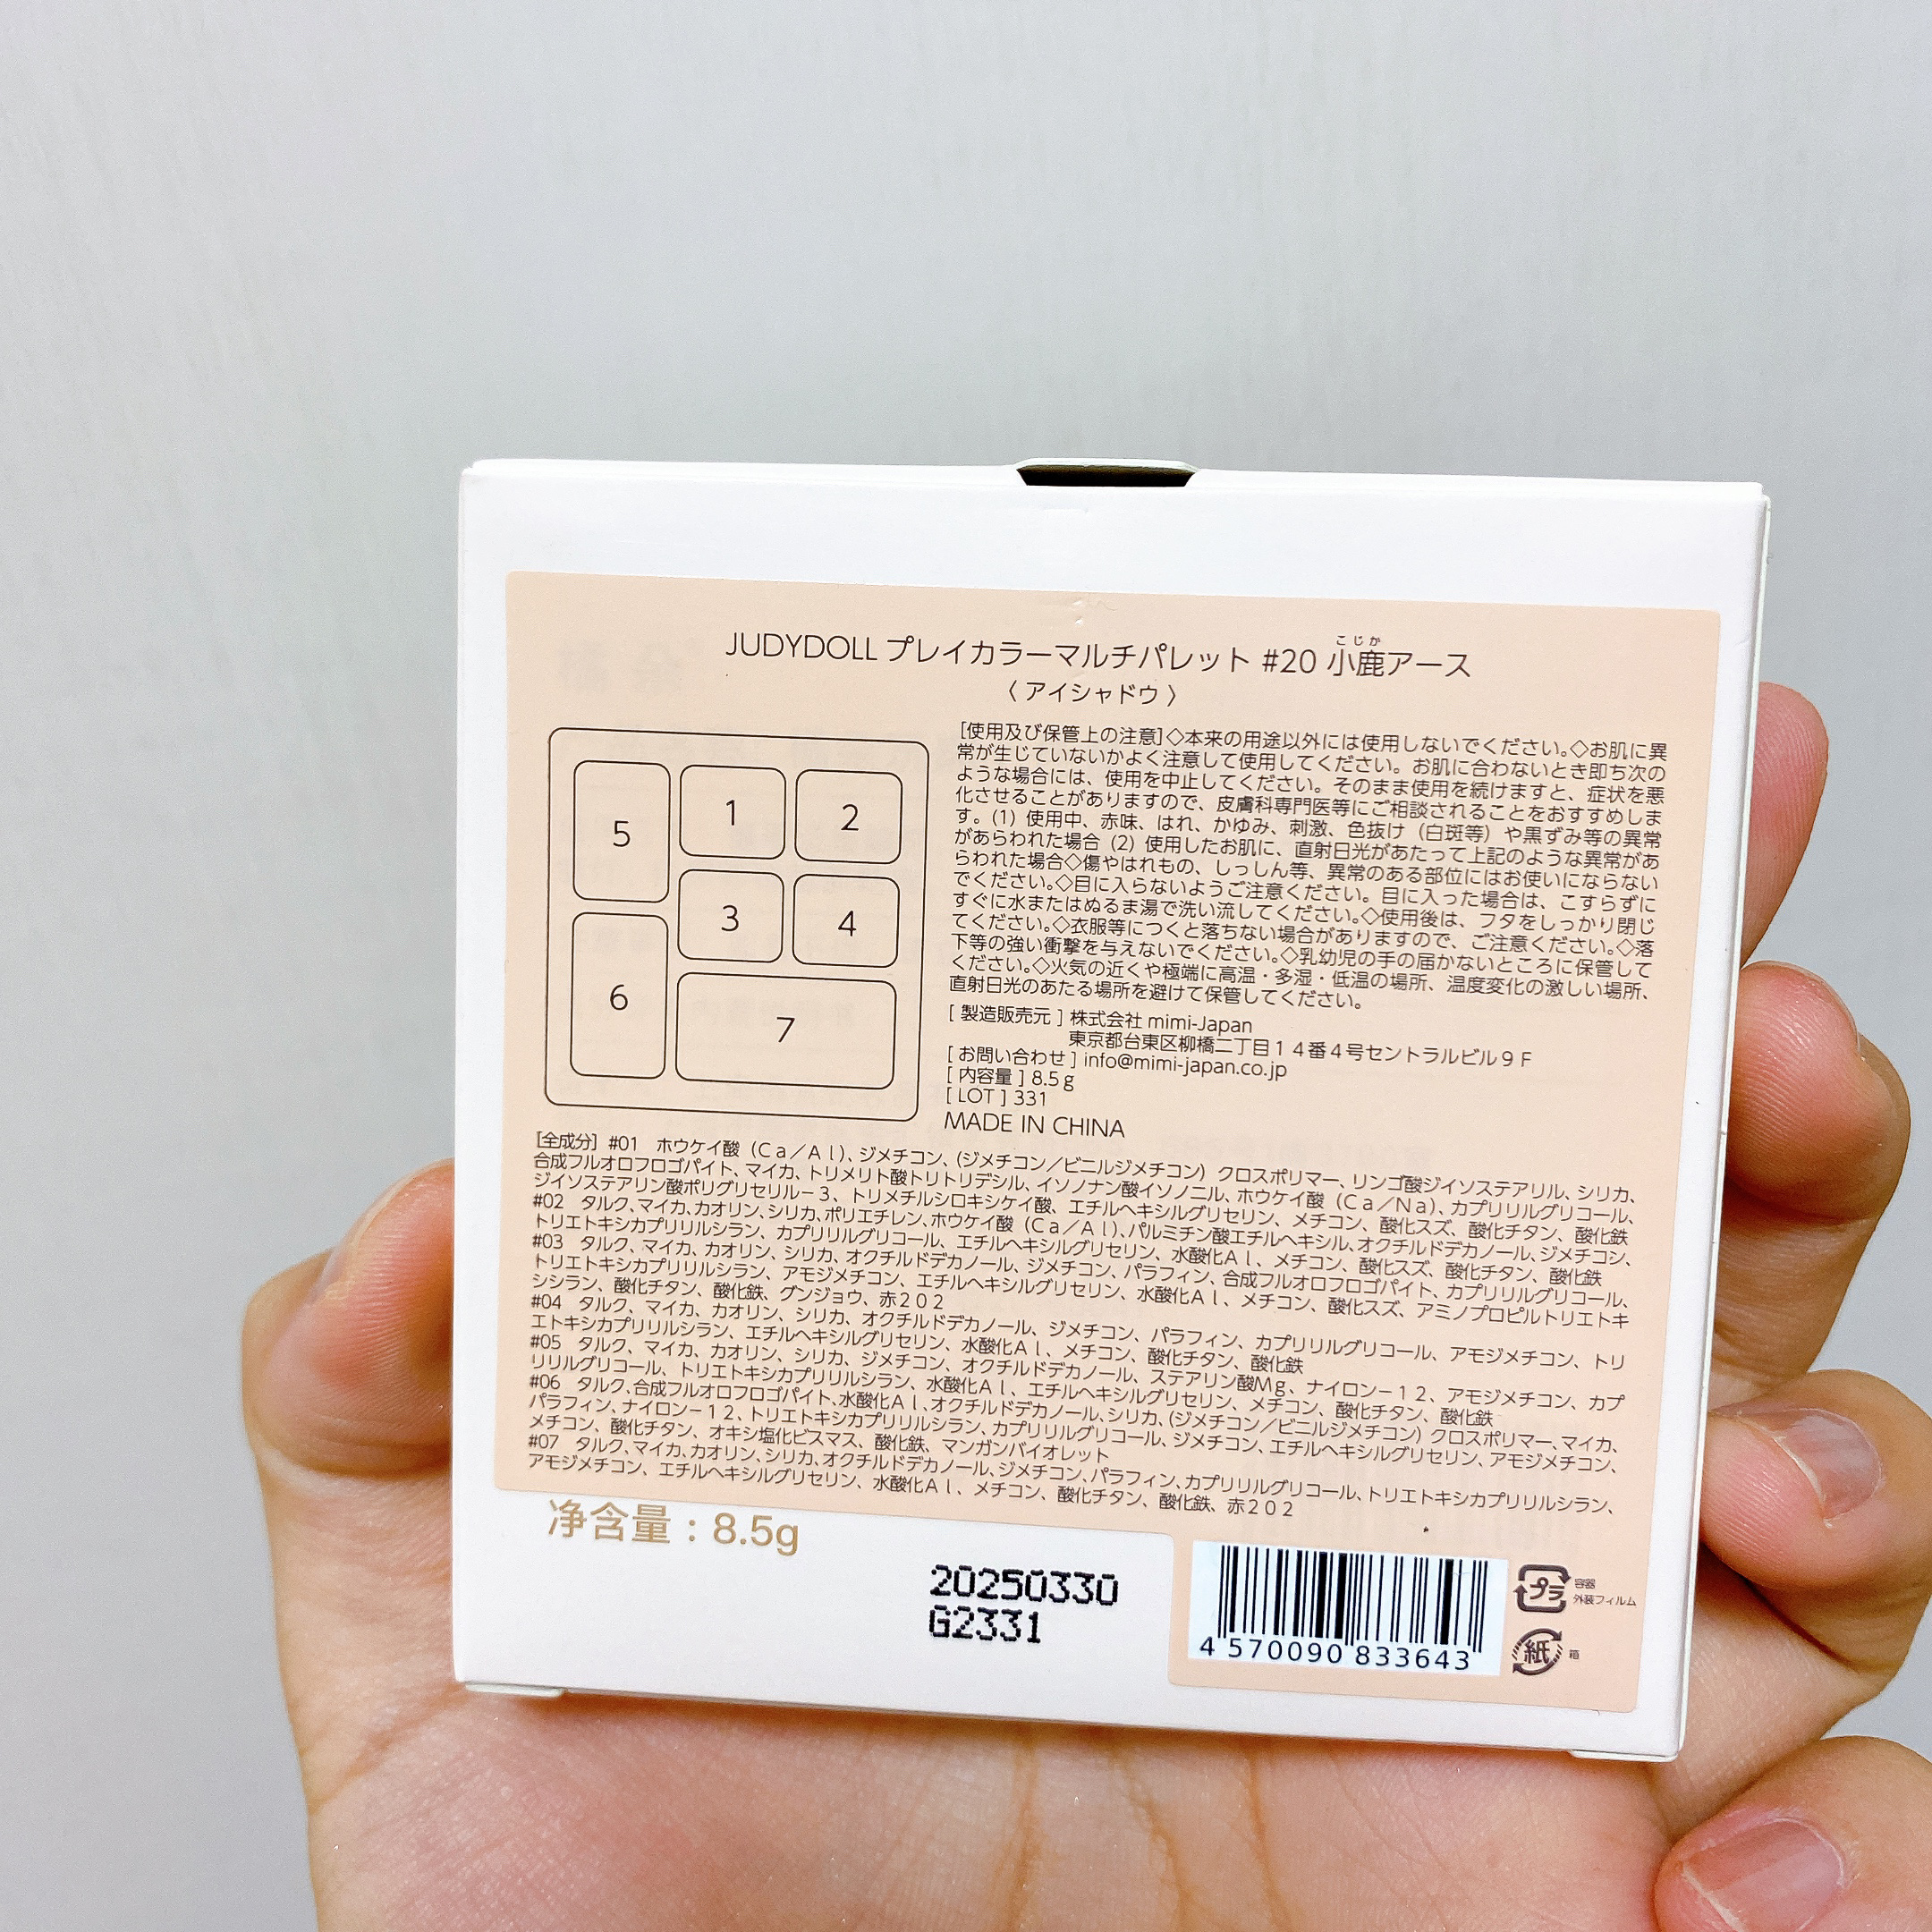 JUDYDOLL プレイカラーマルチパレット #20 小鹿アース
こじか
〈 アイシャドウ 〉
5
1
2
3
4
6
7
[使用及び保管上の注意]◇本来の用途以外には使用しないでください。◇お肌に異
常が生じていないかよく注意して使用してください。お肌に合わないとき即ち次の
ような場合には、使用を中止してください。そのまま使用を続けますと、症状を悪
化させることがありますので、皮膚科専門医等にご相談されることをおすすめしま
す。(1) 使用中、赤味、はれ、かゆみ、刺激、色抜け（白斑等）や黒ずみ等の異常
があらわれた場合 (2) 使用したお肌に、直射日光があたって上記のような異常があ
らわれた場合◇傷やはれもの、しっしん等、異常のある部位にはお使いにならない
でください。◇目に入らないようご注意ください。目に入った場合は、こすらずに
すぐに水またはぬるま湯で洗い流してください。◇使用後は、フタをしっかり閉じ
てください。◇衣服等につくと落ちない場合がありますので、ご注意ください。◇落
下等の強い衝撃を与えないでください。◇乳幼児の手の届かないところに保管して
ください。◇火気の近くや極端に高温・多湿・低温の場所、温度変化の激しい場所、
直射日光のあたる場所を避けて保管してください。
[ 製造販売元 ] 株式会社 mimi-Japan
東京都台東区柳橋二丁目１４番４号セントラルビル９Ｆ
[ お問い合わせ ] info@mimi-japan.co.jp
[ 内容量 ] 8.5g
[ LOT ] 331
MADE IN CHINA
[全成分] #01　ホウケイ酸（Ｃａ／Ａｌ）、ジメチコン、（ジメチコン／ビニルジメチコン）クロスポリマー、リンゴ酸ジイソステアリル、シリカ、
合成フルオロフロゴパイト、マイカ、トリメリト酸トリトリデシル、イソノナン酸イソノニル、ホウケイ酸（Ｃａ／Ｎａ）、カプリリルグリコール、
ジイソステアリン酸ポリグリセリル－３、トリメチルシロキシケイ酸、エチルヘキシルグリセリン、メチコン、酸化スズ、酸化チタン、酸化鉄
#02　タルク、マイカ、カオリン、シリカ、ポリエチレン、ホウケイ酸（Ｃａ／Ａｌ）、パルミチン酸エチルヘキシル、オクチルドデカノール、ジメチコン、
トリエトキシカプリリルシラン、カプリリルグリコール、エチルヘキシルグリセリン、水酸化Ａｌ、メチコン、酸化スズ、酸化チタン、酸化鉄
#03　タルク、マイカ、カオリン、シリカ、オクチルドデカノール、ジメチコン、パラフィン、合成フルオロフロゴパイト、カプリリルグリコール、
トリエトキシカプリリルシラン、アモジメチコン、エチルヘキシルグリセリン、水酸化Ａｌ、メチコン、酸化スズ、アミノプロピルトリエトキ
シシラン、酸化チタン、酸化鉄、グンジョウ、赤２０２
#04　タルク、マイカ、カオリン、シリカ、オクチルドデカノール、ジメチコン、パラフィン、カプリリルグリコール、アモジメチコン、トリ
エトキシカプリリルシラン、エチルヘキシルグリセリン、水酸化Ａｌ、メチコン、酸化チタン、酸化鉄
#05　タルク、マイカ、カオリン、シリカ、ジメチコン、オクチルドデカノール、ステアリン酸Ｍｇ、ナイロン－１２、アモジメチコン、カプ
リリルグリコール、トリエトキシカプリリルシラン、水酸化Ａｌ、エチルヘキシルグリセリン、メチコン、酸化チタン、酸化鉄
#06　タルク、合成フルオロフロゴパイト、水酸化Ａｌ、オクチルドデカノール、シリカ、（ジメチコン／ビニルジメチコン）クロスポリマー、マイカ、
パラフィン、ナイロン－１２、トリエトキシカプリリルシラン、カプリリルグリコール、ジメチコン、エチルヘキシルグリセリン、アモジメチコン、
メチコン、酸化チタン、オキシ塩化ビスマス、酸化鉄、マンガンバイオレット
#07　タルク、マイカ、カオリン、シリカ、オクチルドデカノール、ジメチコン、パラフィン、カプリリルグリコール、トリエトキシカプリリルシラン、
アモジメチコン、エチルヘキシルグリセリン、水酸化Ａｌ、メチコン、酸化チタン、酸化鉄、赤２０２
净含量：8.5g
20250330
G2331
4 570090 833643
プラ
容器
外装フィルム
紙
箱